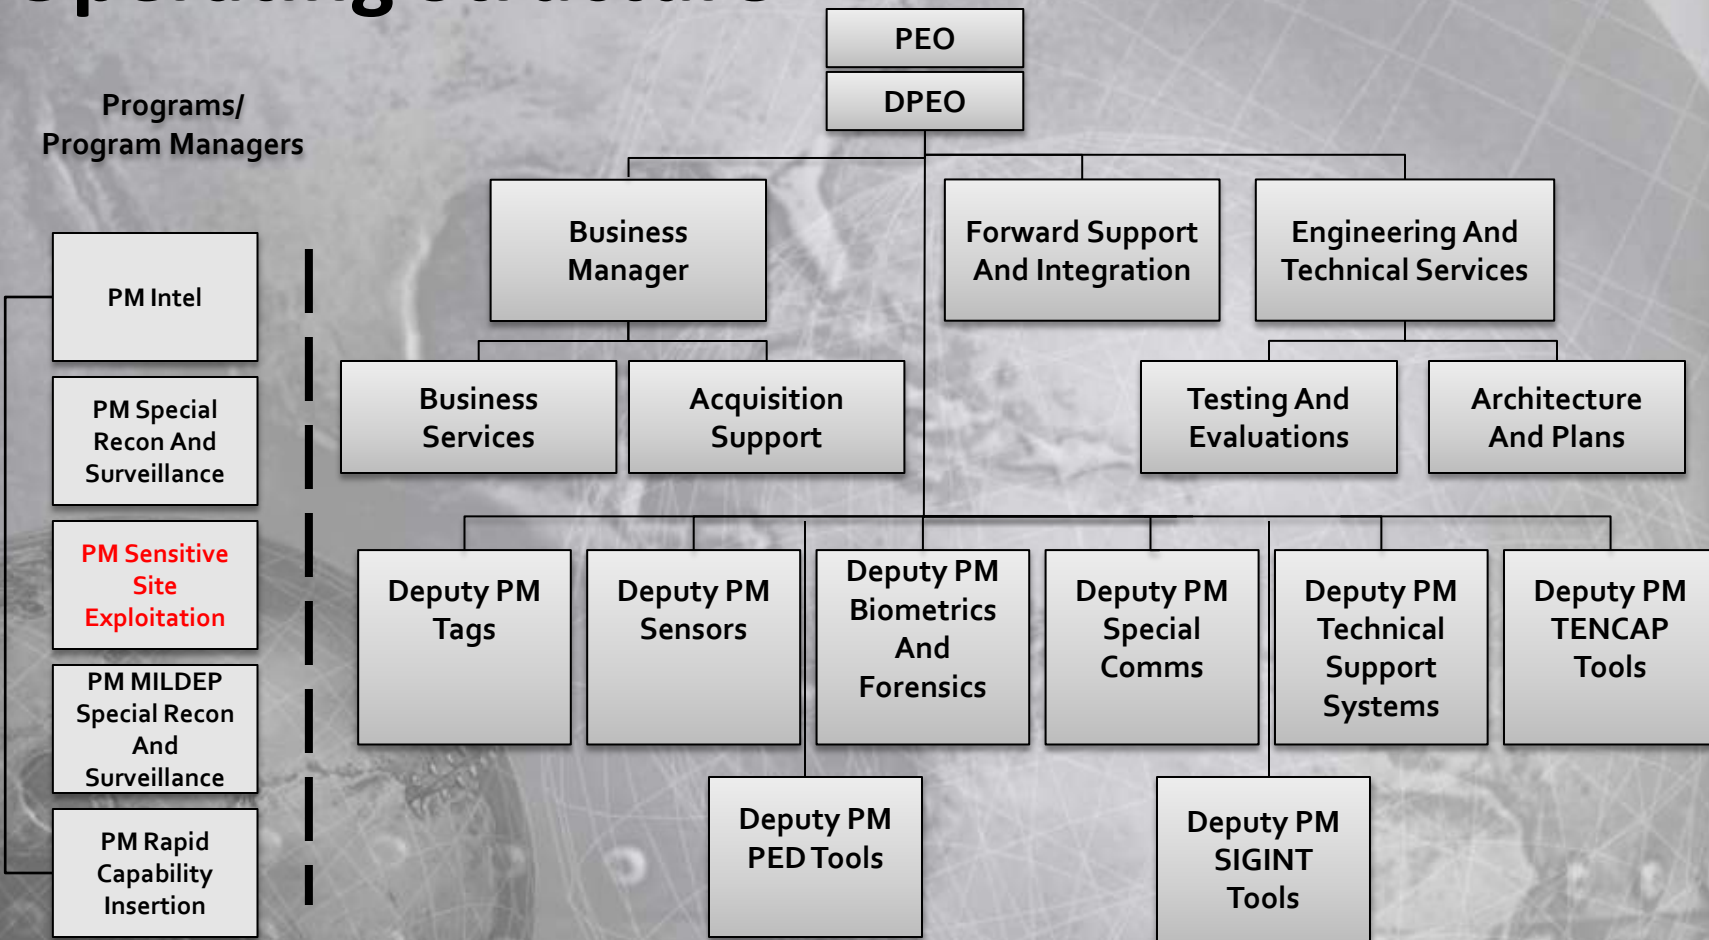 Operating Structure
PEO
DPEO
Programs/
Program Managers
PM Intel
PM Special
Recon And
Surveillance
PM Sensitive
Site
Exploitation
PM MILDEP
Special Recon
And
Surveillance
PM Rapid
Capability
Insertion
Business
Manager
Forward Support
And Integration
Engineering And
Technical Services
Business
Services
Acquisition
Support
Testing And
Evaluations
Architecture
And Plans
Deputy PM
Tags
Deputy PM
Sensors
Deputy PM
Biometrics
And
Forensics
Deputy PM
Special
Comms
Deputy PM
Technical
Support
Systems
Deputy PM
TENCAP
Tools
Deputy PM
PED Tools
Deputy PM
SIGINT
Tools